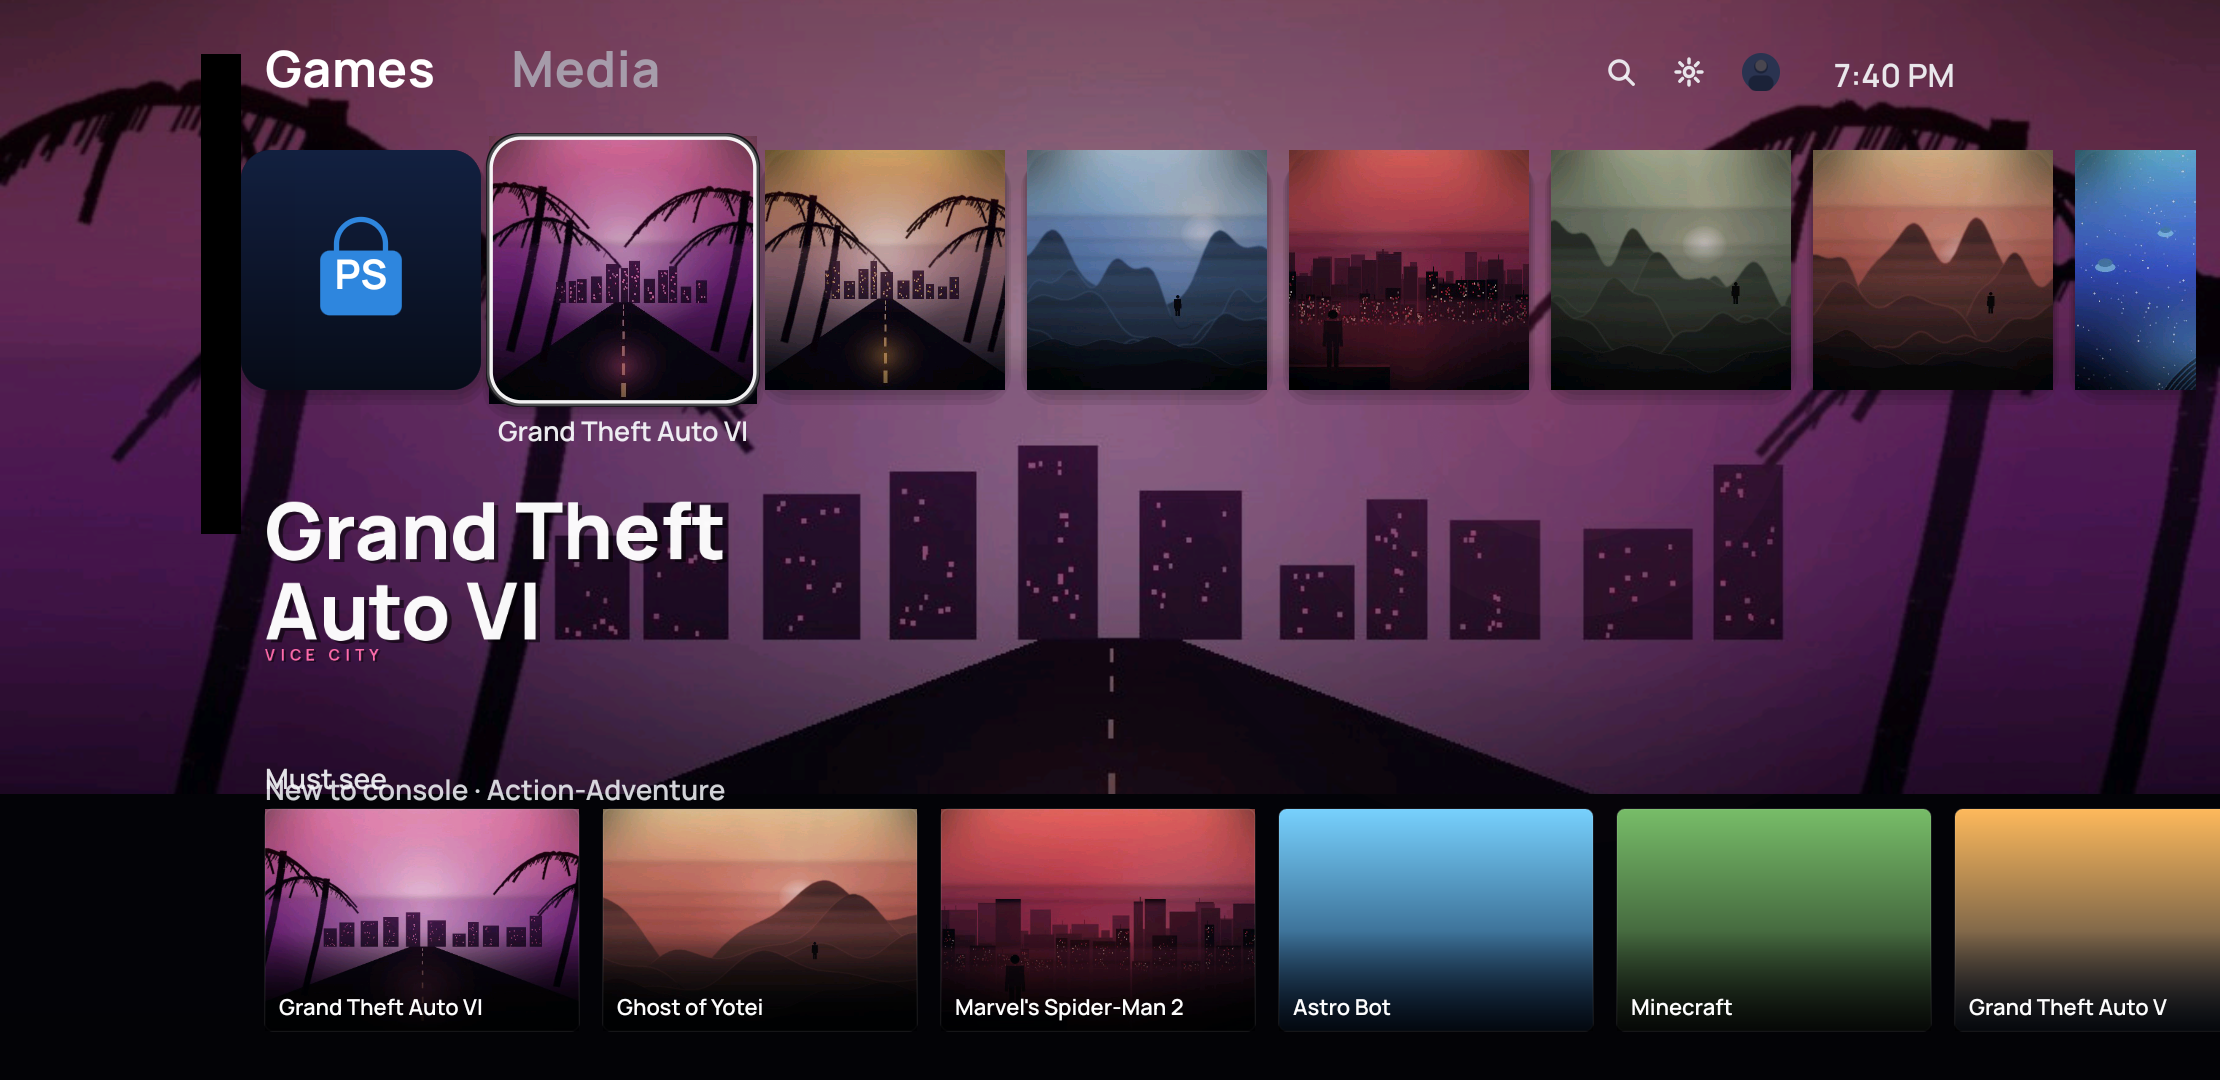 Games
Media
7:40 PM
PS
Grand Theft Auto VI
Grand Theft
Auto VI
VICE CITY
Must see
New to console · Action-Adventure
Grand Theft Auto VI
Ghost of Yotei
Marvel's Spider-Man 2
Astro Bot
Minecraft
Grand Theft Auto V